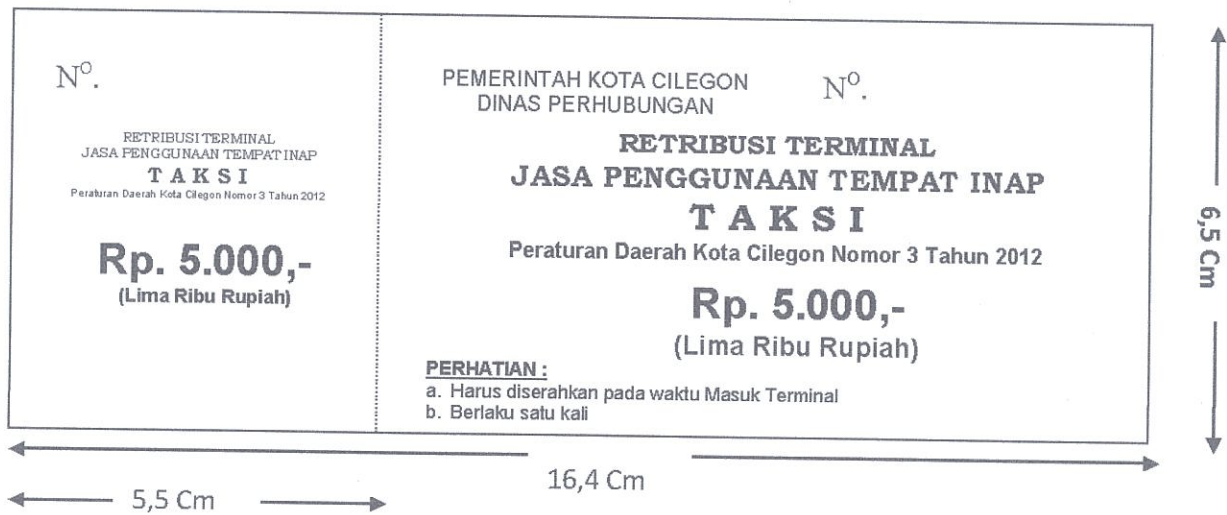 Nº.
RETRIBUSI TERMINAL
JASA PENGGUNAAN TEMPAT INAP
T A K S I
Peraturan Daerah Kota Cilegon Nomor 3 Tahun 2012
Rp. 5.000,-
(Lima Ribu Rupiah)
PEMERINTAH KOTA CILEGON
DINAS PERHUBUNGAN
Nº.
RETRIBUSI TERMINAL
JASA PENGGUNAAN TEMPAT INAP
T A K S I
Peraturan Daerah Kota Cilegon Nomor 3 Tahun 2012
Rp. 5.000,-
(Lima Ribu Rupiah)
PERHATIAN :
a. Harus diserahkan pada waktu Masuk Terminal
b. Berlaku satu kali
6,5 Cm
16,4 Cm
5,5 Cm